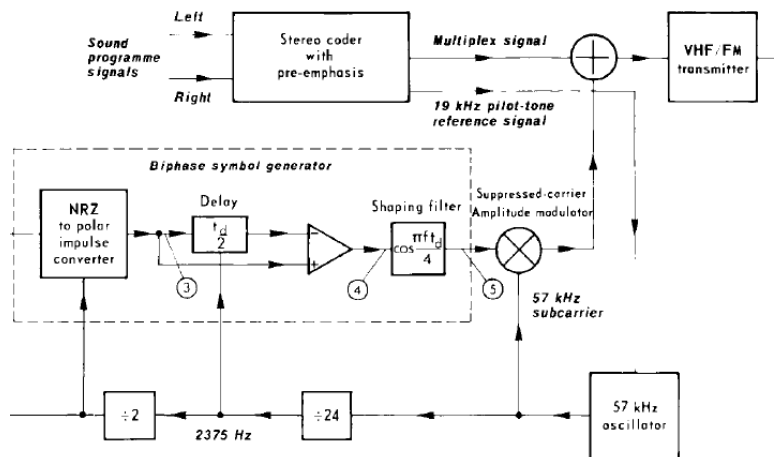 Left
Sound
programme
signals
Right
Stereo coder
with
pre-emphasis
Multiplex signal
19 kHz pilot-tone
reference signal
+
VHF/FM
transmitter
Biphase symbol generator
NRZ
to polar
impulse
converter
3
Delay
td
2
−
+
4
Shaping filter
cos πftd
4
5
Suppressed-carrier
Amplitude modulator
57 kHz
subcarrier
÷2
2375 Hz
÷24
57 kHz
oscillator